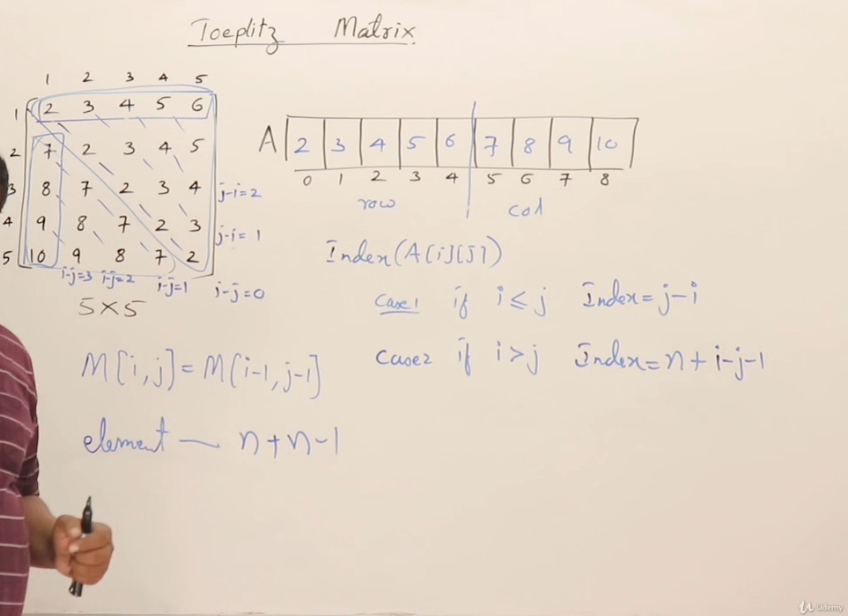 Toeplitz Matrix
1 2 3 4 5
1 2 3 4 5 6
2 7 2 3 4 5
3 8 7 2 3 4 j-i=2
4 9 8 7 2 3 j-i=1
5 10 9 8 7 2
i-j=3 i-j=2 i-j=1 i-j=0
5×5
M[i,j]=M[i-1,j-1]
element — n+n-1
A 2 3 4 5 6 7 8 9 10
0 1 2 3 4 5 6 7 8
row col
Index(A[i][j])
Case1 if i≤j Index=j-i
Case2 if i>j Index=n+i-j-1
Udemy